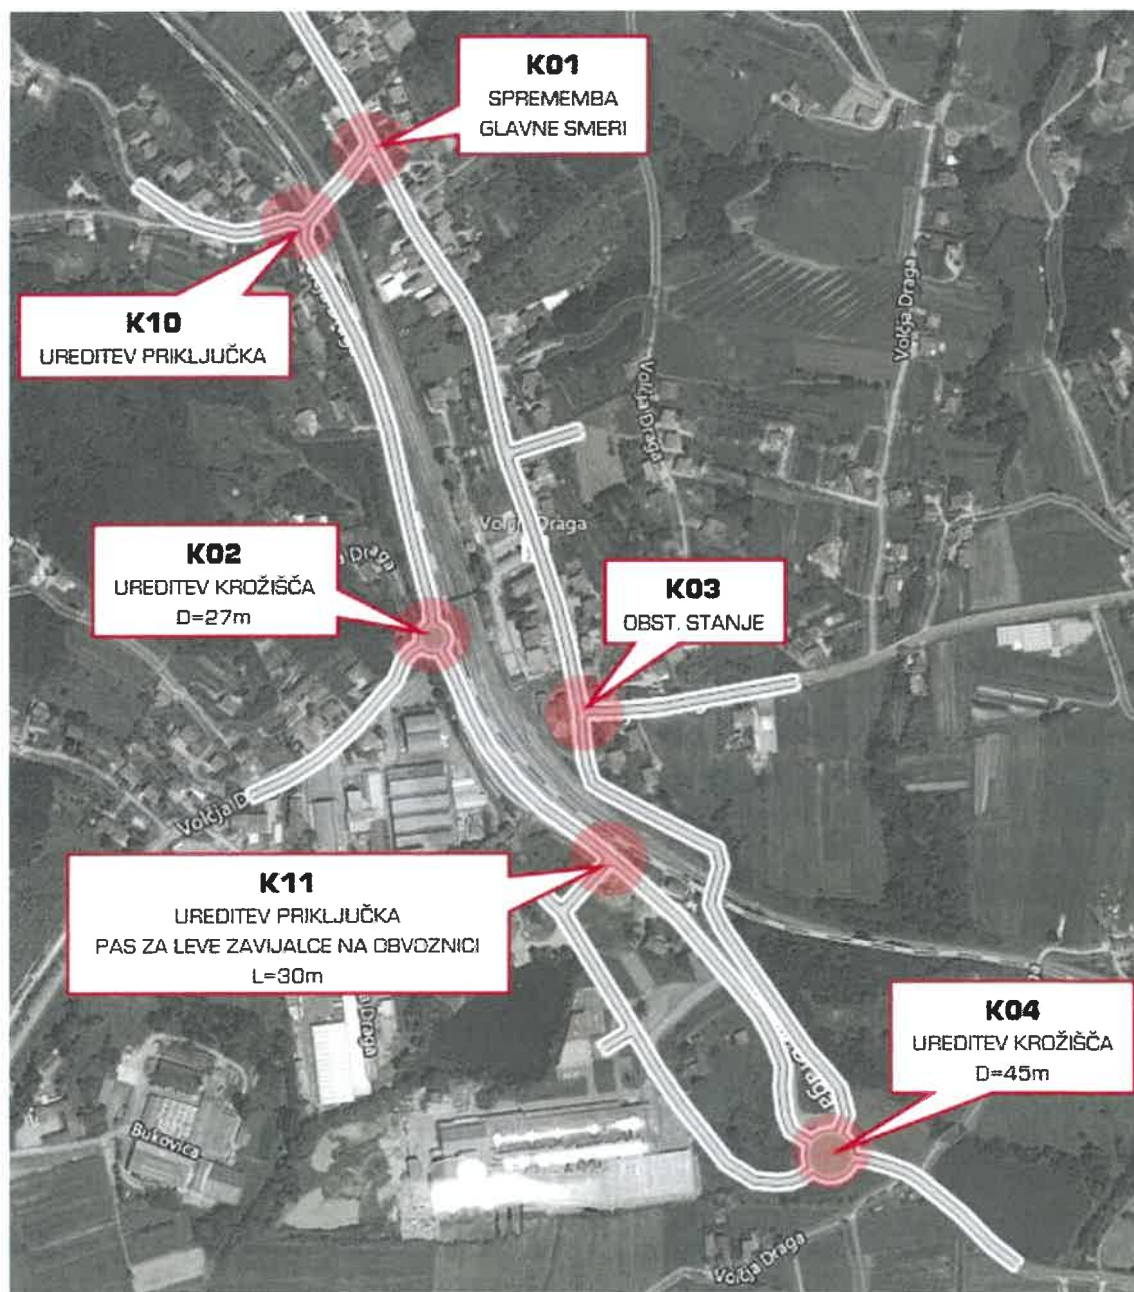 K01
SPREMEMBA
GLAVNE SMERI
K10
UREDITEV PRIKLJUČKA
Volčja Draga
Volčja Draga
Volčja Draga
K02
UREDITEV KROŽIŠČA
D=27m
Draga
K03
OBST. STANJE
Volčja D
K11
UREDITEV PRIKLJUČKA
PAS ZA LEVE ZAVIJALCE NA OBVOZNICI
L=30m
Draga
K04
UREDITEV KROŽIŠČA
D=45m
Draga
Bukovica
Volčja Draga